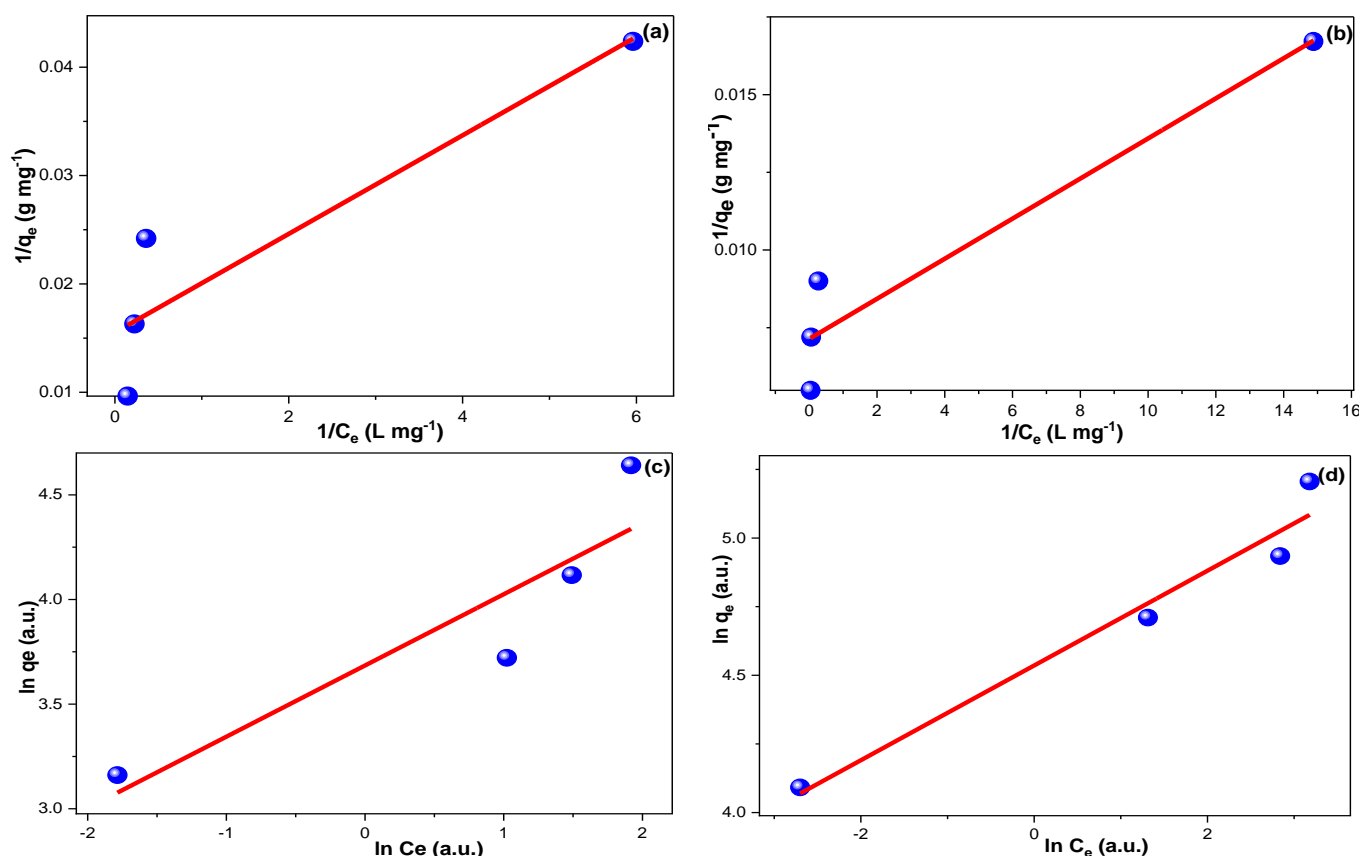 (a)
0.04
0.03
0.02
0.01
1/qₑ (g mg⁻¹)
0 2 4 6
1/Cₑ (L mg⁻¹)
(b)
0.015
0.010
1/qₑ (g mg⁻¹)
0 2 4 6 8 10 12 14 16
1/Cₑ (L mg⁻¹)
(c)
4.5
4.0
3.5
3.0
ln qe (a.u.)
-2 -1 0 1 2
ln Ce (a.u.)
(d)
5.0
4.5
4.0
ln qₑ (a.u.)
-2 0 2
ln Cₑ (a.u.)